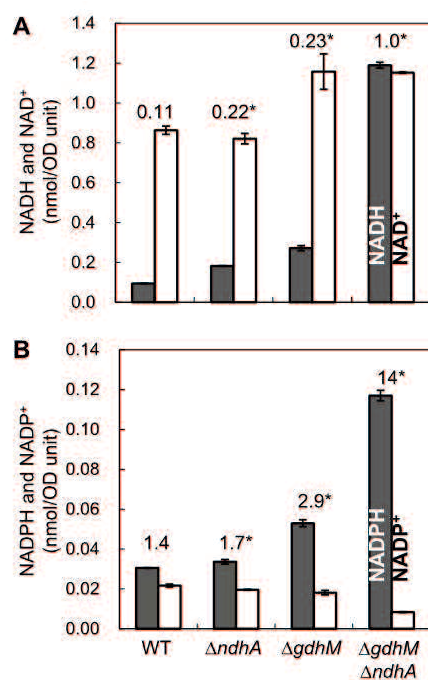 A
NADH and NAD⁺
(nmol/OD unit)
1.4
1.2
1.0
0.8
0.6
0.4
0.2
0.0
0.11
0.22*
0.23*
1.0*
NADH
NAD⁺
B
NADPH and NADP⁺
(nmol/OD unit)
0.14
0.12
0.10
0.08
0.06
0.04
0.02
0.00
1.4
1.7*
2.9*
14*
NADPH
NADP⁺
WT
ΔndhA
ΔgdhM
ΔgdhM
ΔndhA